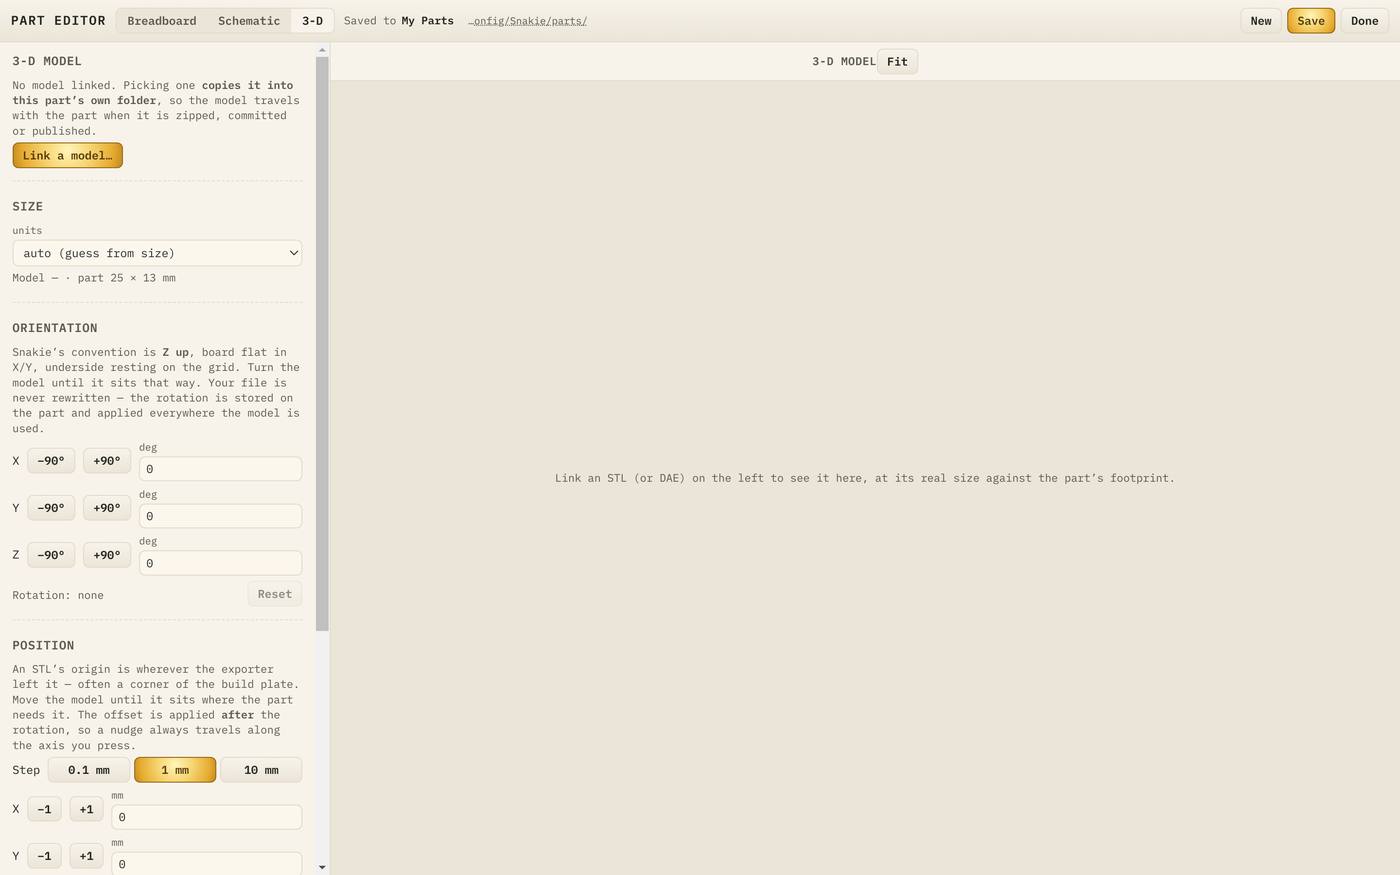 PART EDITOR Breadboard Schematic 3-D Saved to My Parts …onfig/Snakie/parts/ New Save Done
3-D MODEL
No model linked. Picking one copies it into
this part’s own folder, so the model travels
with the part when it is zipped, committed
or published.
Link a model…
SIZE
units
auto (guess from size)
Model — · part 25 × 13 mm
ORIENTATION
Snakie’s convention is Z up, board flat in
X/Y, underside resting on the grid. Turn the
model until it sits that way. Your file is
never rewritten — the rotation is stored on
the part and applied everywhere the model is
used.
deg
X −90° +90° 0
deg
Y −90° +90° 0
deg
Z −90° +90° 0
Rotation: none Reset
POSITION
An STL’s origin is wherever the exporter
left it — often a corner of the build plate.
Move the model until it sits where the part
needs it. The offset is applied after the
rotation, so a nudge always travels along
the axis you press.
Step 0.1 mm 1 mm 10 mm
mm
X −1 +1 0
mm
Y −1 +1 0
3-D MODEL Fit
Link an STL (or DAE) on the left to see it here, at its real size against the part’s footprint.